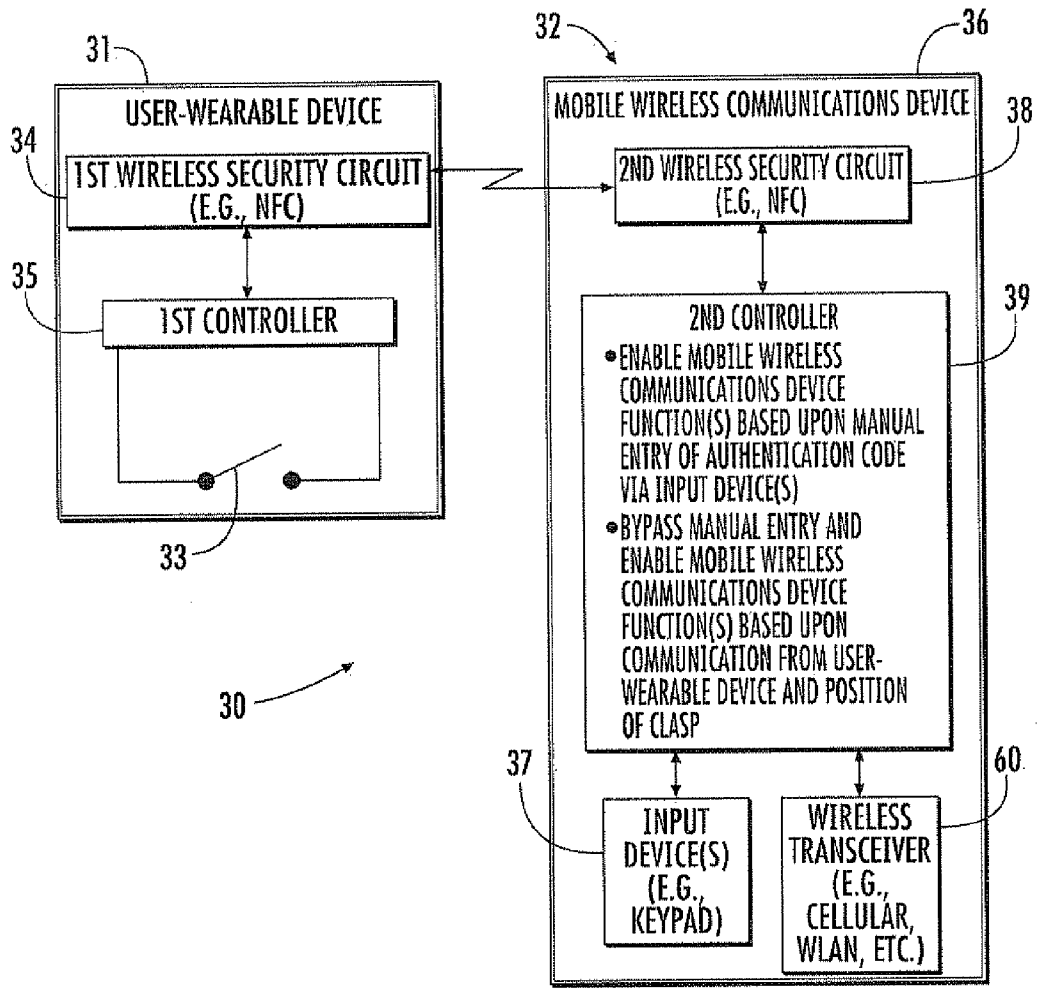 31
USER-WEARABLE DEVICE
34
1ST WIRELESS SECURITY CIRCUIT
(E.G., NFC)
35
1ST CONTROLLER
33
30
32
36
MOBILE WIRELESS COMMUNICATIONS DEVICE
38
2ND WIRELESS SECURITY CIRCUIT
(E.G., NFC)
39
2ND CONTROLLER
● ENABLE MOBILE WIRELESS
COMMUNICATIONS DEVICE
FUNCTION(S) BASED UPON MANUAL
ENTRY OF AUTHENTICATION CODE
VIA INPUT DEVICE(S)
● BYPASS MANUAL ENTRY AND
ENABLE MOBILE WIRELESS
COMMUNICATIONS DEVICE
FUNCTION(S) BASED UPON
COMMUNICATION FROM USER-
WEARABLE DEVICE AND POSITION
OF CLASP
37
INPUT
DEVICE(S)
(E.G.,
KEYPAD)
60
WIRELESS
TRANSCEIVER
(E.G.,
CELLULAR,
WLAN, ETC.)